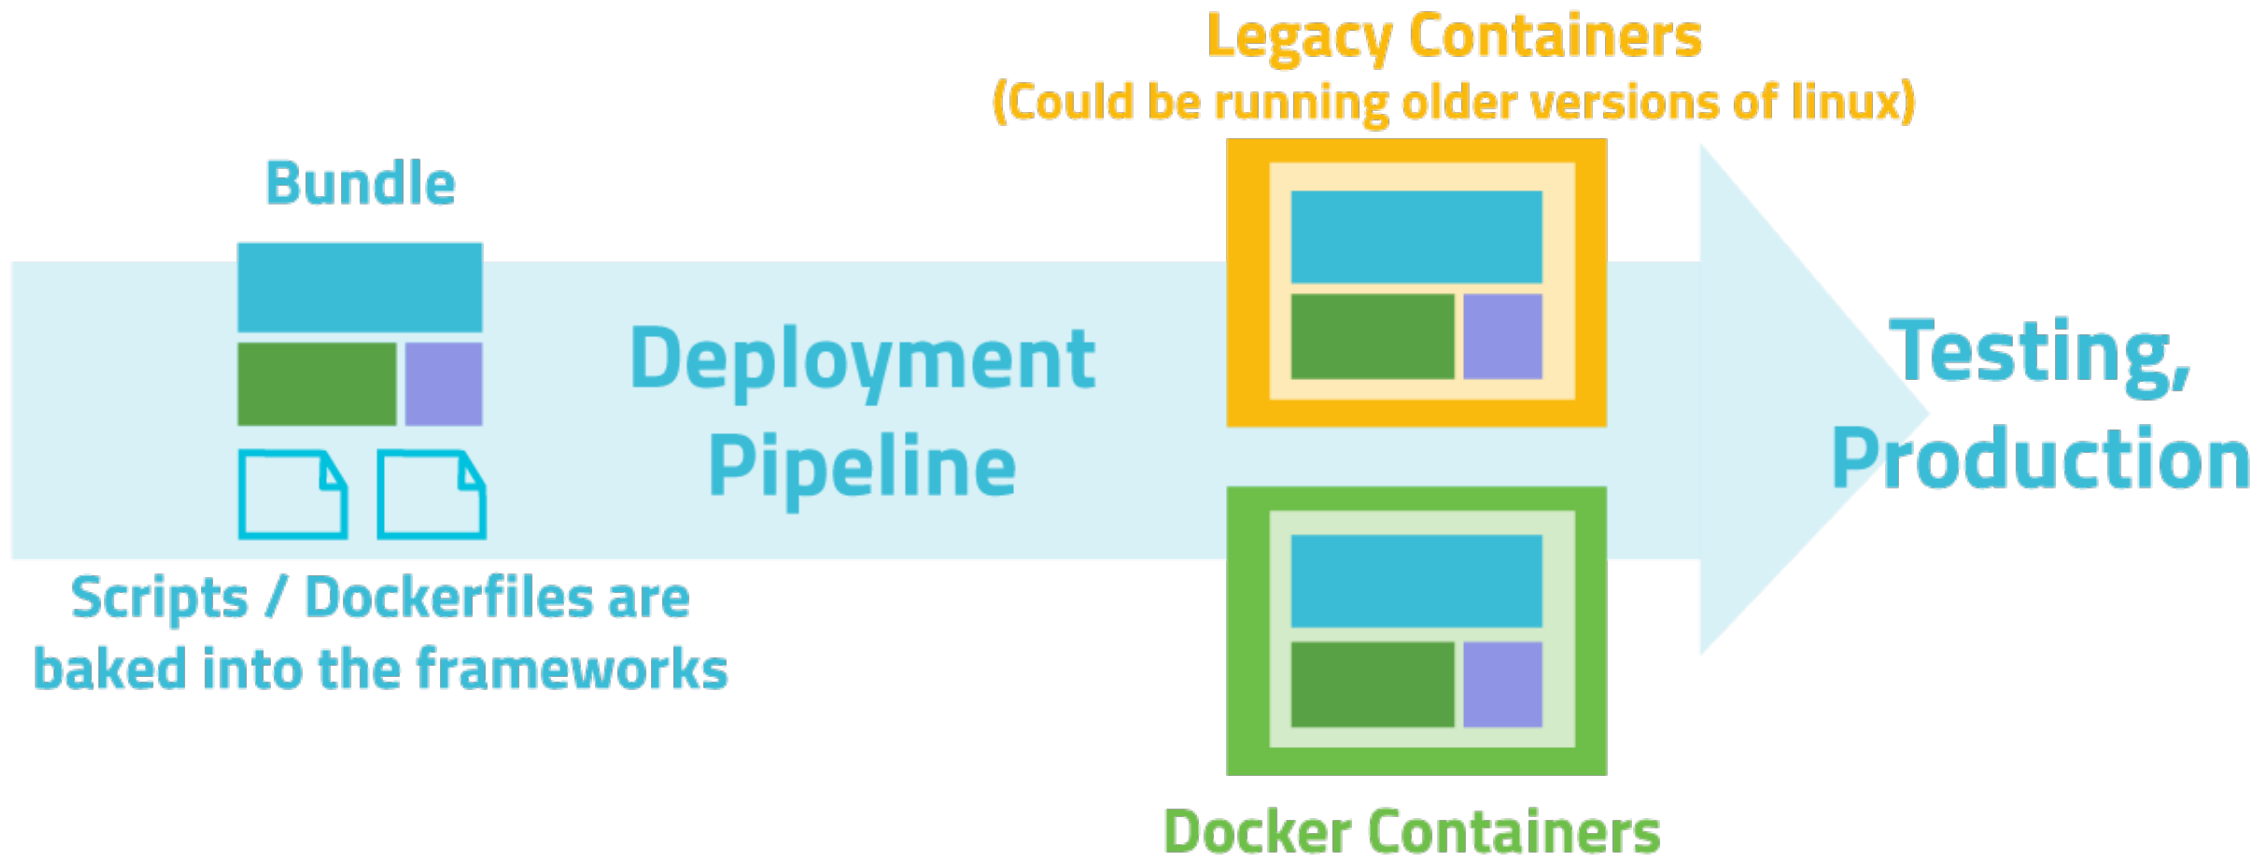 Legacy Containers
(Could be running older versions of linux)
Bundle
Deployment
Pipeline
Testing,
Production
Scripts / Dockerfiles are
baked into the frameworks
Docker Containers